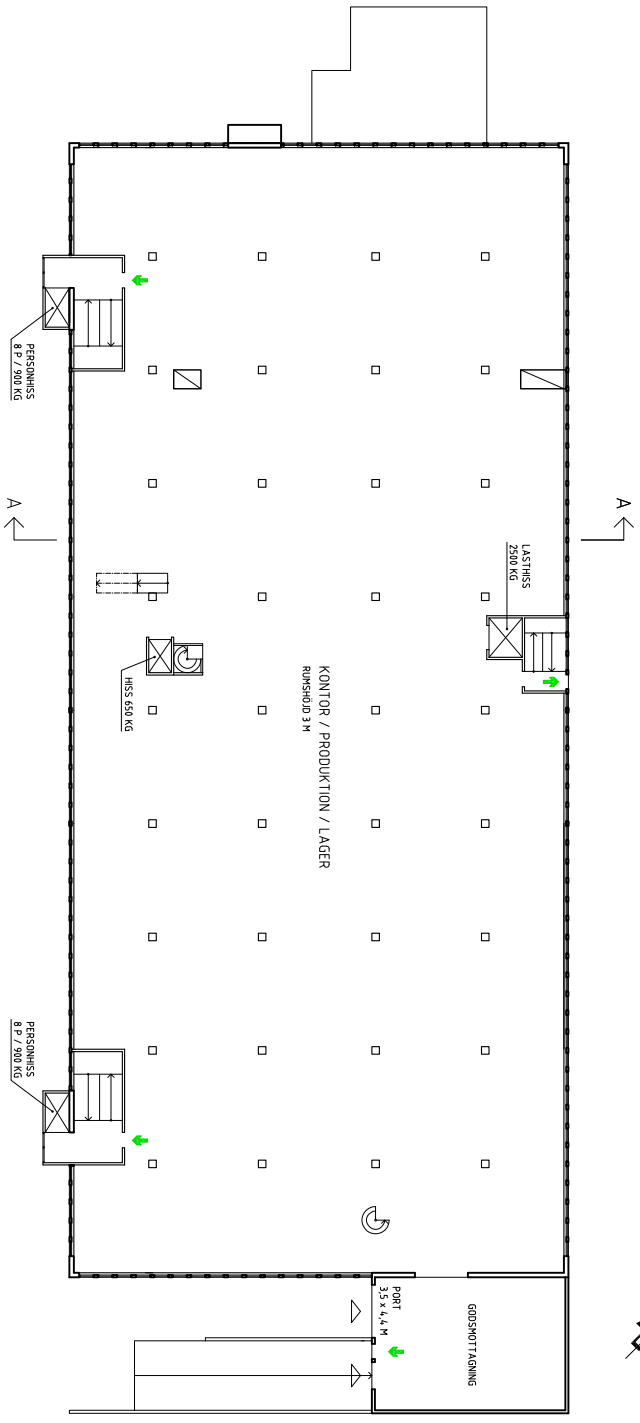 PERSONHISS
8 P / 900 KG
A
A
LASTHISS
2500 KG
HISS 650 KG
KONTOR / PRODUKTION / LAGER
RUMSHÖJD 3 M
PERSONHISS
8 P / 900 KG
PORT
3,5 x 4,4 M
GODSMOTTAGNING